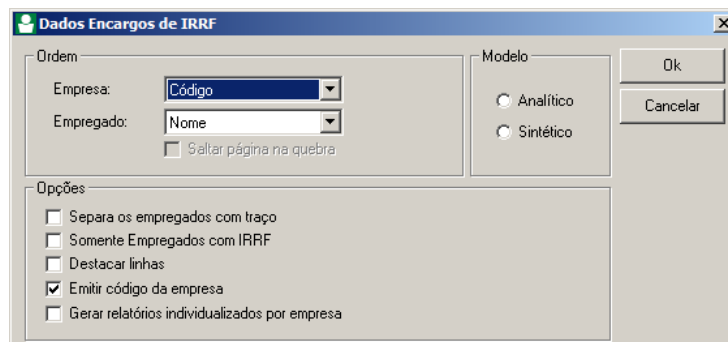 Dados Encargos de IRRF
Ordem
Empresa: Código
Empregado: Nome
Saltar página na quebra
Modelo
Analítico
Sintético
Ok
Cancelar
Opções
Separa os empregados com traço
Somente Empregados com IRRF
Destacar linhas
Emitir código da empresa
Gerar relatórios individualizados por empresa